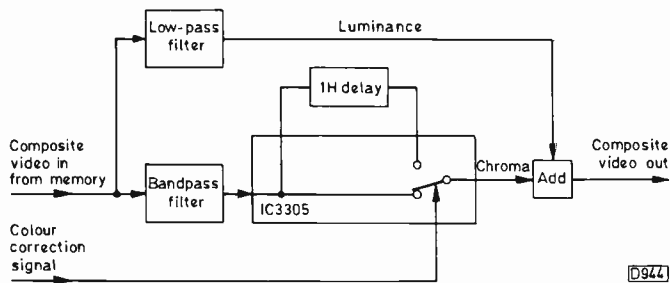 Low-pass
filter
Luminance
1H delay
Composite
video in
from memory
Bandpass
filter
IC3305
Chroma
Add
Composite
video out
Colour
correction
signal
D944